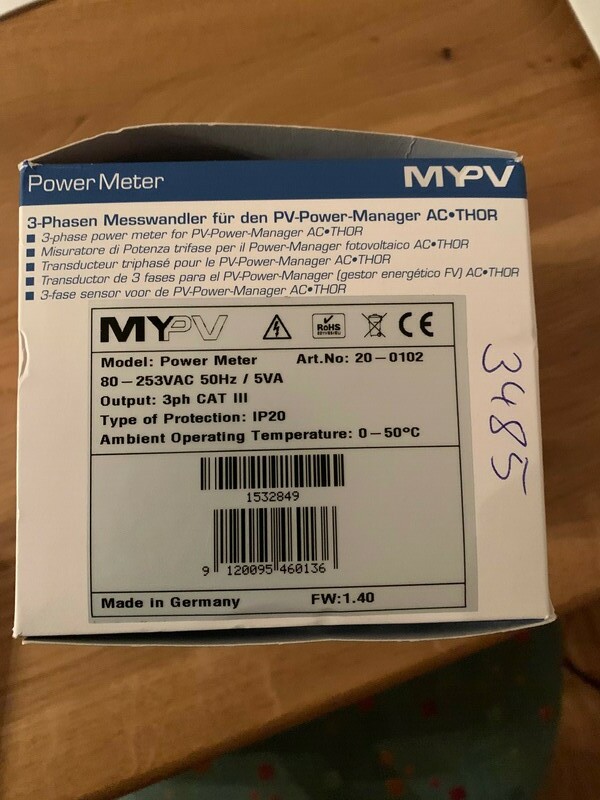 Power Meter MYPV
3-Phasen Messwandler für den PV-Power-Manager AC•THOR
3-phase power meter for PV-Power-Manager AC•THOR
Misuratore di Potenza trifase per il Power-Manager fotovoltaico AC•THOR
Transducteur triphasé pour le PV-Power-Manager AC•THOR
Transductor de 3 fases para el PV-Power-Manager (gestor energético FV) AC•THOR
3-fase sensor voor de PV-Power-Manager AC•THOR
MYPV RoHS CE
Model: Power Meter Art.No: 20-0102
80-253VAC 50Hz / 5VA
Output: 3ph CAT III
Type of Protection: IP20
Ambient Operating Temperature: 0-50°C
1532849
9 120095 460136
Made in Germany FW:1.40
3485